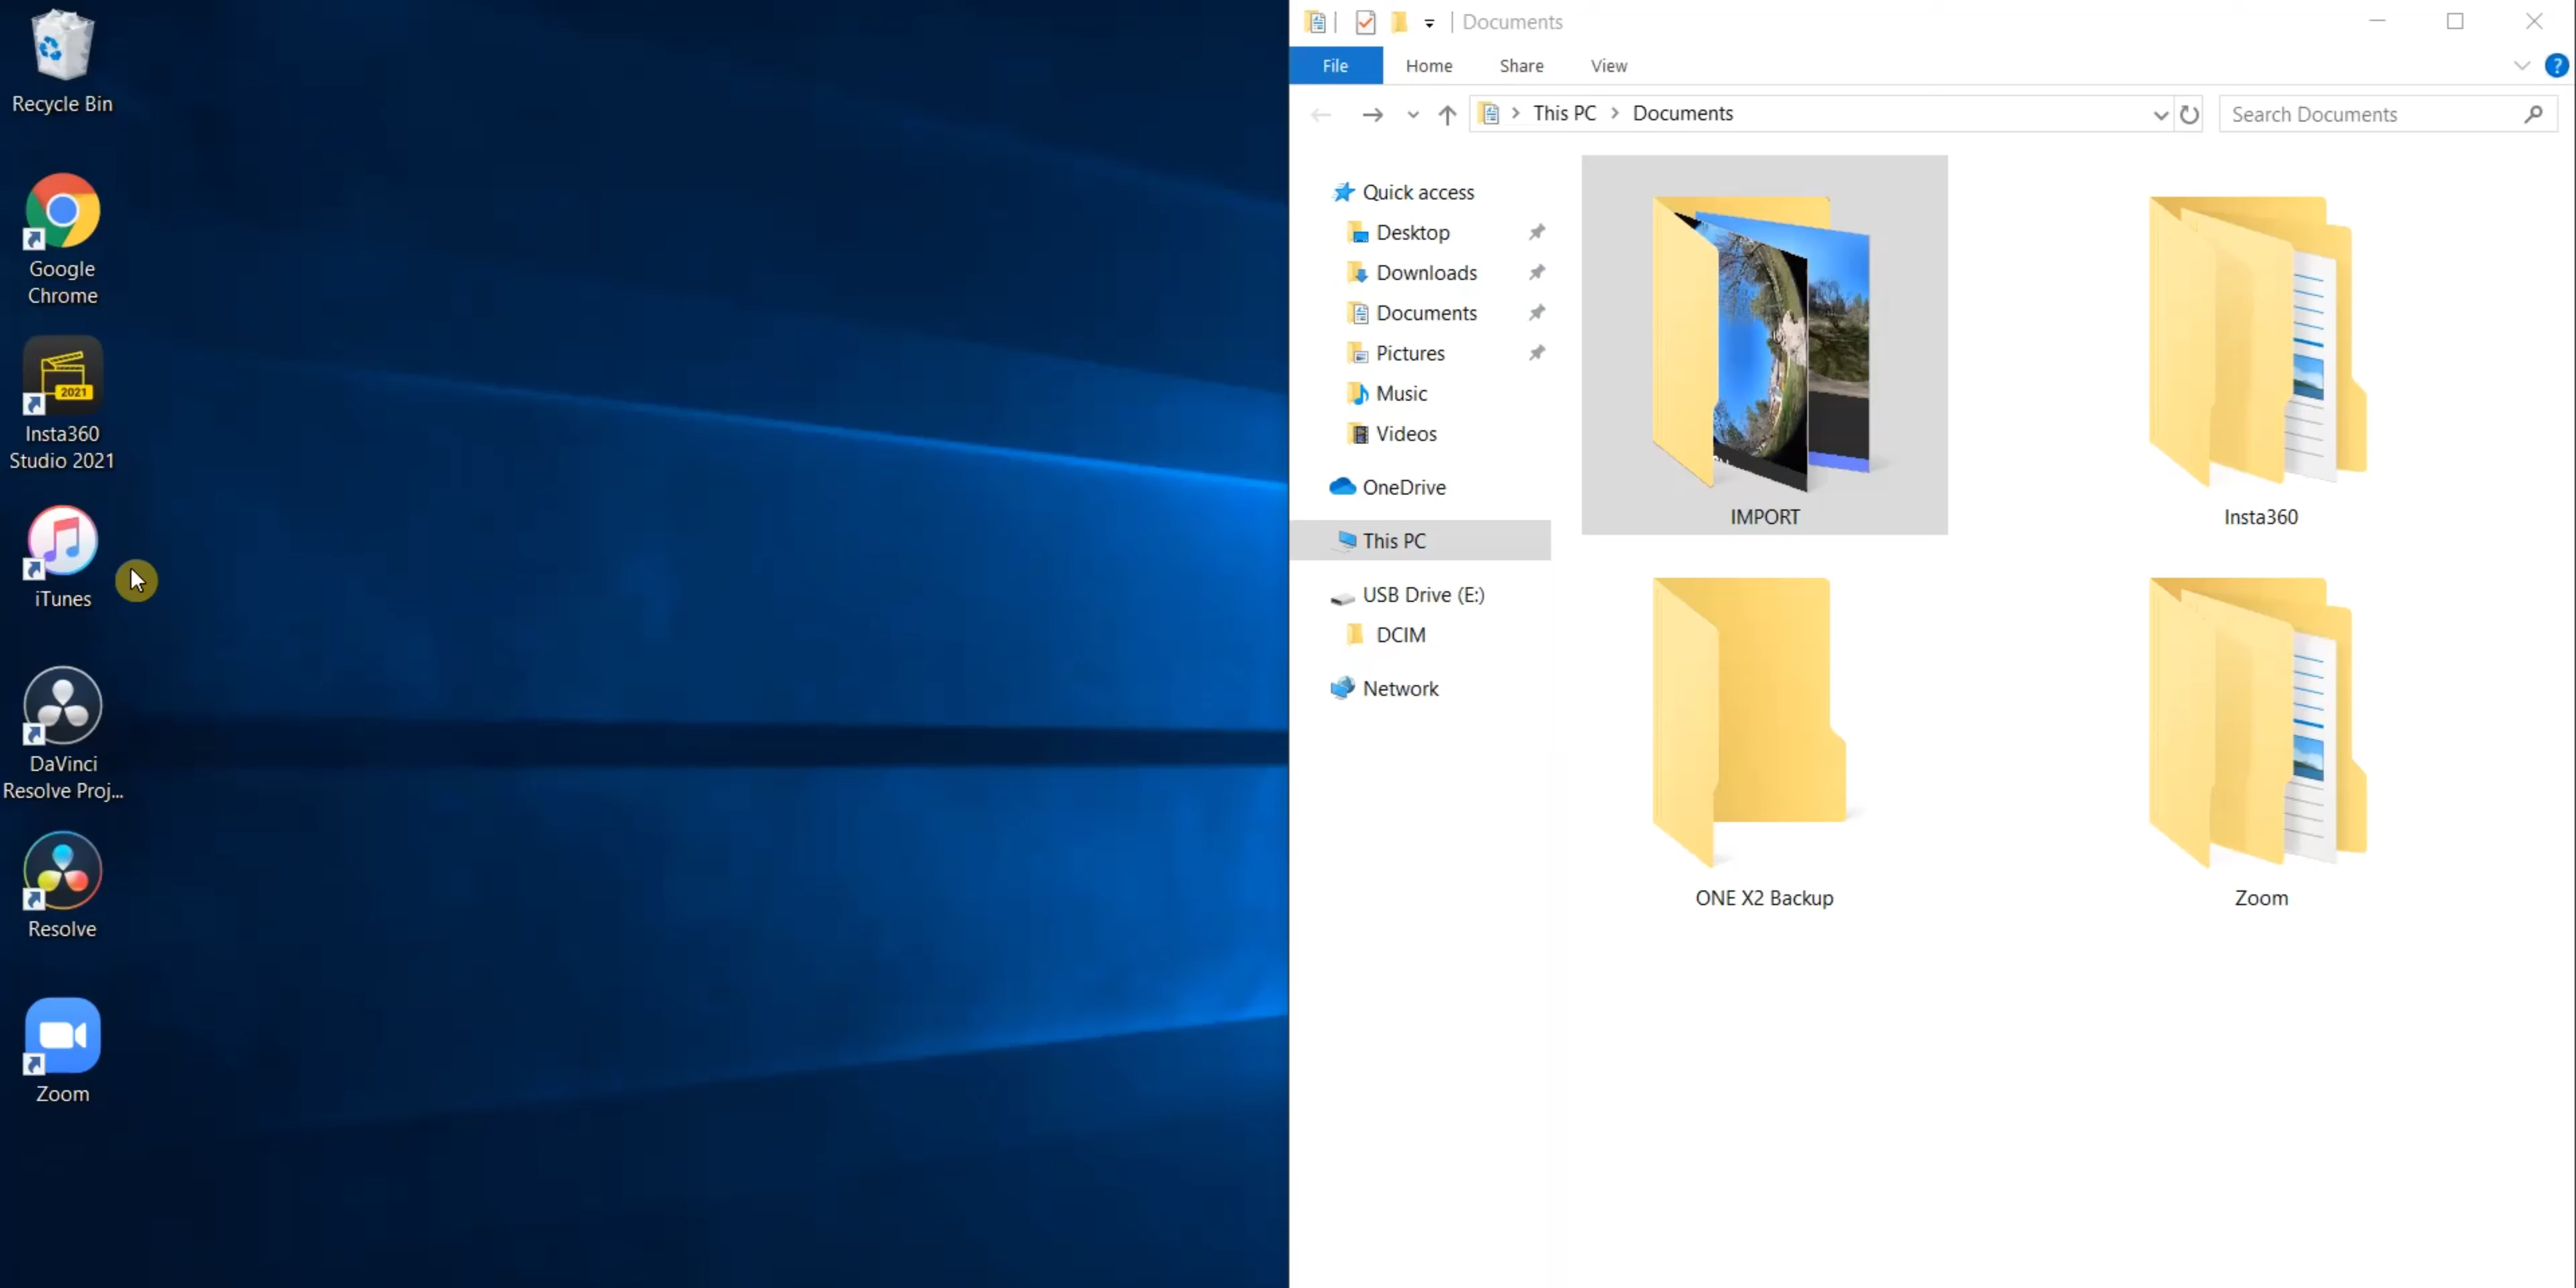 Recycle Bin
Google
Chrome
2021
Insta360
Studio 2021
iTunes
DaVinci
Resolve Proj...
Resolve
Zoom
Documents
File Home Share View
?
This PC > Documents
Search Documents
Quick access
Desktop
Downloads
Documents
Pictures
Music
Videos
OneDrive
This PC
USB Drive (E:)
DCIM
Network
IMPORT
Insta360
ONE X2 Backup
Zoom